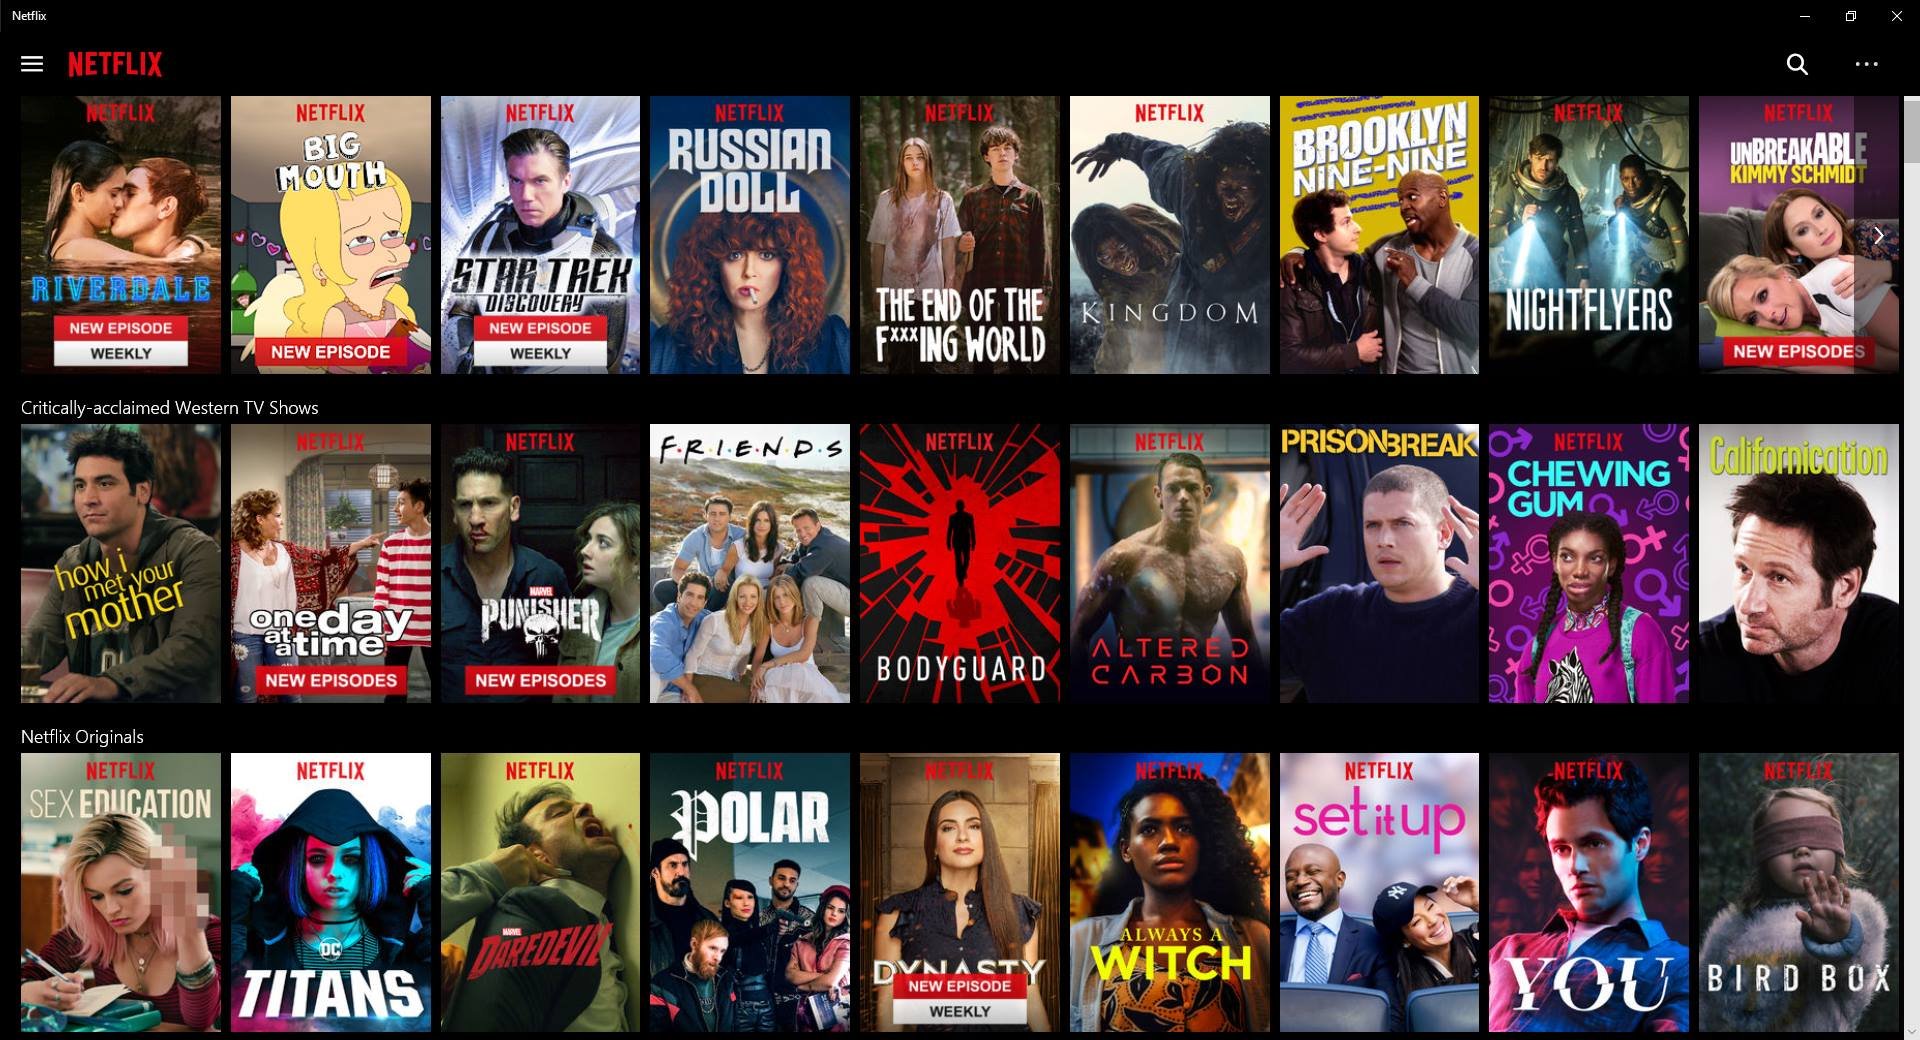 Netflix
NETFLIX
NETFLIX
RIVERDALE
NEW EPISODE
WEEKLY
NETFLIX
BIG
MOUTH
NEW EPISODE
NETFLIX
STAR TREK
DISCOVERY
NEW EPISODE
WEEKLY
NETFLIX
RUSSIAN
DOLL
NETFLIX
THE END OF THE
F***ING WORLD
NETFLIX
KINGDOM
BROOKLYN
NINE-NINE
NETFLIX
NIGHTFLYERS
NETFLIX
UNBREAKABLE
KIMMY SCHMIDT
NEW EPISODES
Critically-acclaimed Western TV Shows
how i
met your
mother
NETFLIX
one day
at a time
NEW EPISODES
NETFLIX
MARVEL
PUNISHER
NEW EPISODES
F·R·I·E·N·D·S
NETFLIX
BODYGUARD
NETFLIX
ALTERED
CARBON
PRISON BREAK
NETFLIX
CHEWING
GUM
Californication
Netflix Originals
NETFLIX
SEX EDUCATION
NETFLIX
DC
TITANS
NETFLIX
MARVEL
DAREDEVIL
NETFLIX
POLAR
NETFLIX
DYNASTY
NEW EPISODE
WEEKLY
NETFLIX
ALWAYS A
WITCH
NETFLIX
set it up
NETFLIX
YOU
NETFLIX
BIRD BOX